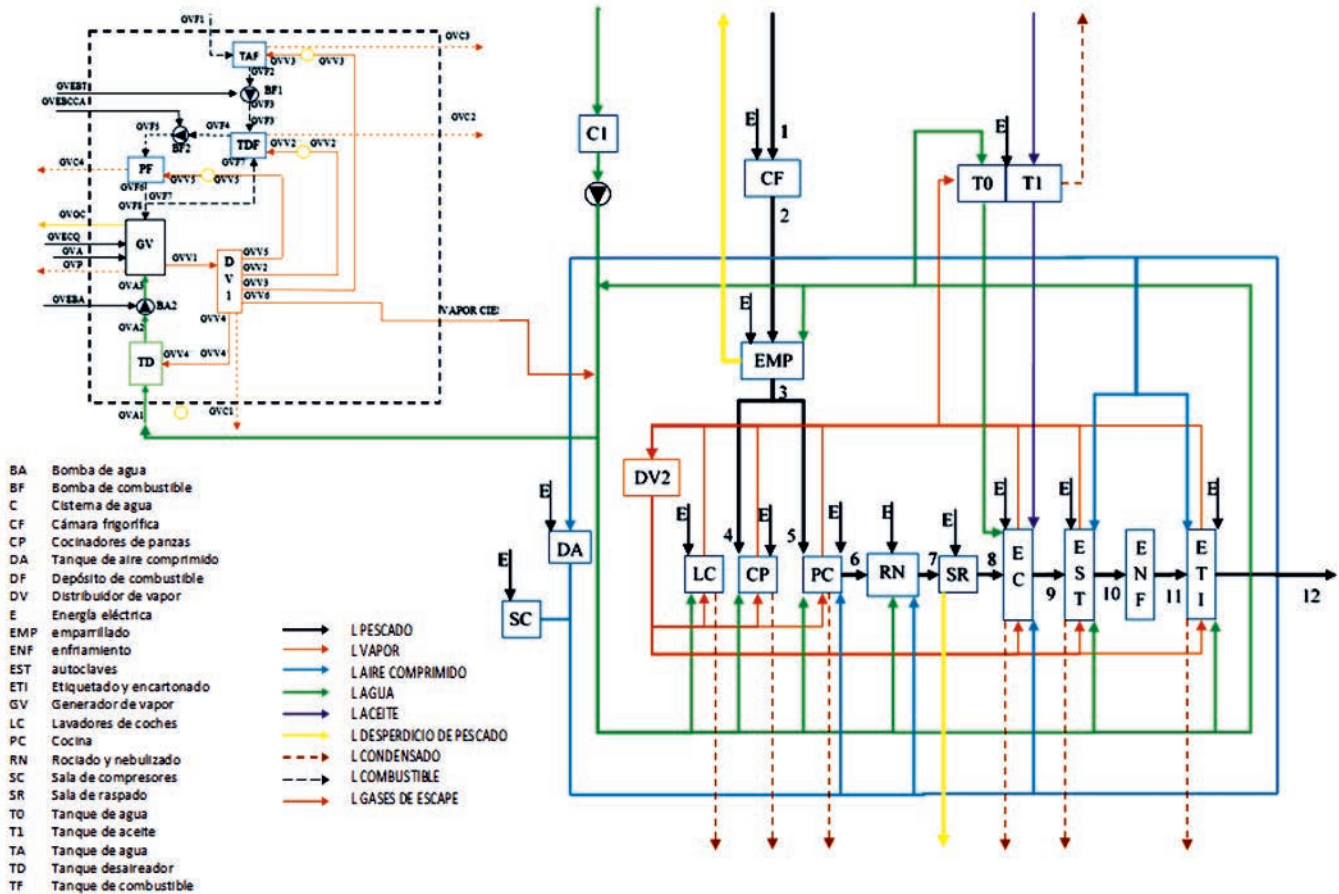 OVF1
OVC3
TAF
OVV3 OVV3
OVF2
OVEBT
BF1
OVEBCCA
OVF3
OVF3
OVC2
OVF5 OVF4
BF2
TDF
OVV2 OVV2
OVF7
OVC4
PF
OVV5 OVV5
OVF6
OVF7
OVF8
OVOC
OVECQ
GV
OVA
OVP
OVV1
D
V
1
OVV5
OVV2
OVV3
OVV6
OVV4
OVA3
OVEBA
BA2
OVA2
TD
OVV4 OVV4
OVA1
OVC1
VAPOR CIE
C1
E
1
CF
2
E
EMP
3
E
T0 T1
DV2
E
DA
E
SC
E
LC
4
E
CP
5
E
PC
6
E
RN
7
E
SR
8
E
E
C
9
E
E
S
T
10
E
N
F
11
E
E
T
I
12
BA Bomba de agua
BF Bomba de combustible
C Cisterna de agua
CF Cámara frigorífica
CP Cocinadores de panzas
DA Tanque de aire comprimido
DF Depósito de combustible
DV Distribuidor de vapor
E Energía eléctrica
EMP emparrillado
ENF enfriamiento
EST autoclaves
ETI Etiquetado y encartonado
GV Generador de vapor
LC Lavadores de coches
PC Cocina
RN Rociado y nebulizado
SC Sala de compresores
SR Sala de raspado
T0 Tanque de agua
T1 Tanque de aceite
TA Tanque de agua
TD Tanque desaireador
TF Tanque de combustible
L PESCADO
L VAPOR
L AIRE COMPRIMIDO
L AGUA
L ACEITE
L DESPERDICIO DE PESCADO
L CONDENSADO
L COMBUSTIBLE
L GASES DE ESCAPE